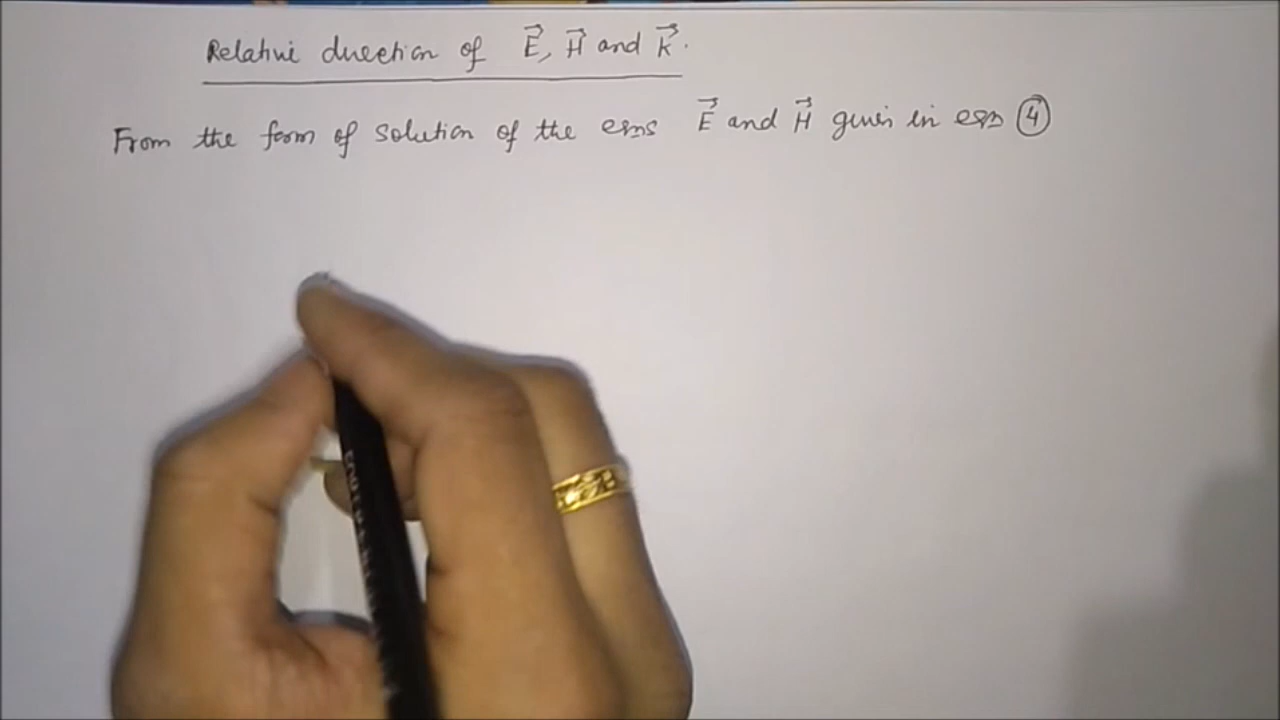 Relative direction of E⃗, H⃗ and K⃗.
From the form of solution of the eqns E⃗ and H⃗ given in eqn ④